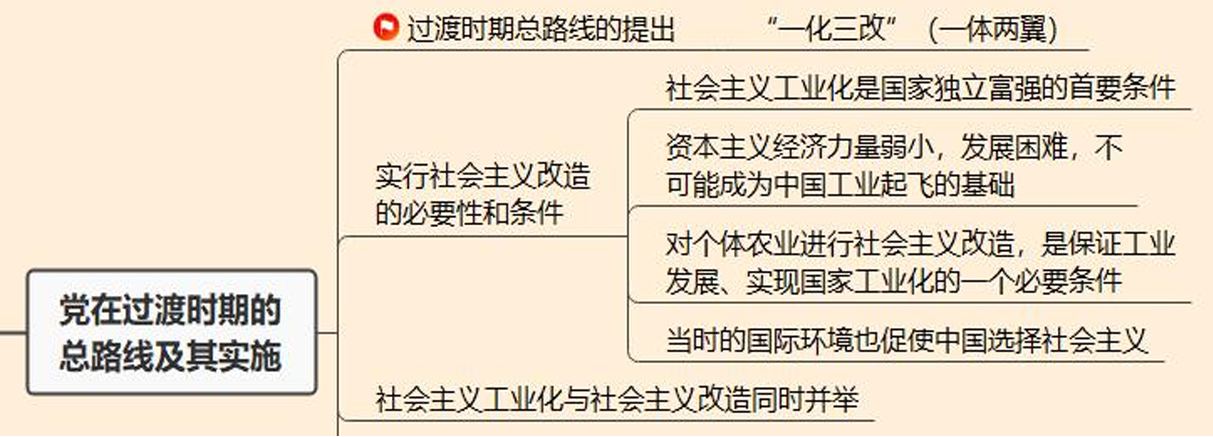 过渡时期总路线的提出 “一化三改”（一体两翼）
社会主义工业化是国家独立富强的首要条件
资本主义经济力量弱小，发展困难，不
可能成为中国工业起飞的基础
实行社会主义改造
的必要性和条件
对个体农业进行社会主义改造，是保证工业
发展、实现国家工业化的一个必要条件
当时的国际环境也促使中国选择社会主义
党在过渡时期的
总路线及其实施
社会主义工业化与社会主义改造同时并举